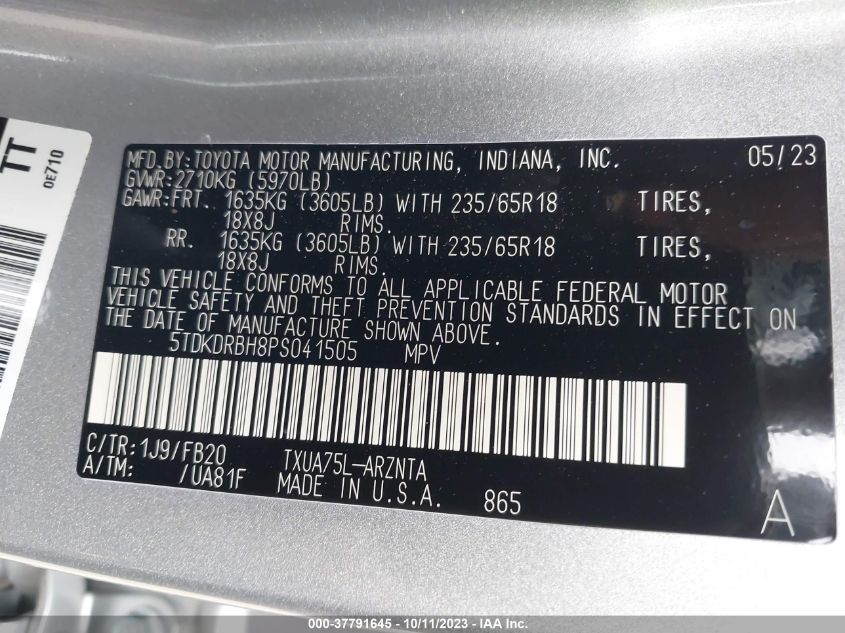 TT
0E710
MFD.BY:TOYOTA MOTOR MANUFACTURING, INDIANA, INC. 05/23
GVWR:2710KG (5970LB)
GAWR:FRT. 1635KG (3605LB) WITH 235/65R18 TIRES,
18X8J RIMS.
RR. 1635KG (3605LB) WITH 235/65R18 TIRES,
18X8J RIMS.
THIS VEHICLE CONFORMS TO ALL APPLICABLE FEDERAL MOTOR
VEHICLE SAFETY AND THEFT PREVENTION STANDARDS IN EFFECT ON
THE DATE OF MANUFACTURE SHOWN ABOVE.
5TDKDRBH8PS041505 MPV
C/TR:1J9/FB20 TXUA75L-ARZNTA
A/TM: /UA81F MADE IN U.S.A. 865
A
000-37791645 - 10/11/2023 - IAA Inc.